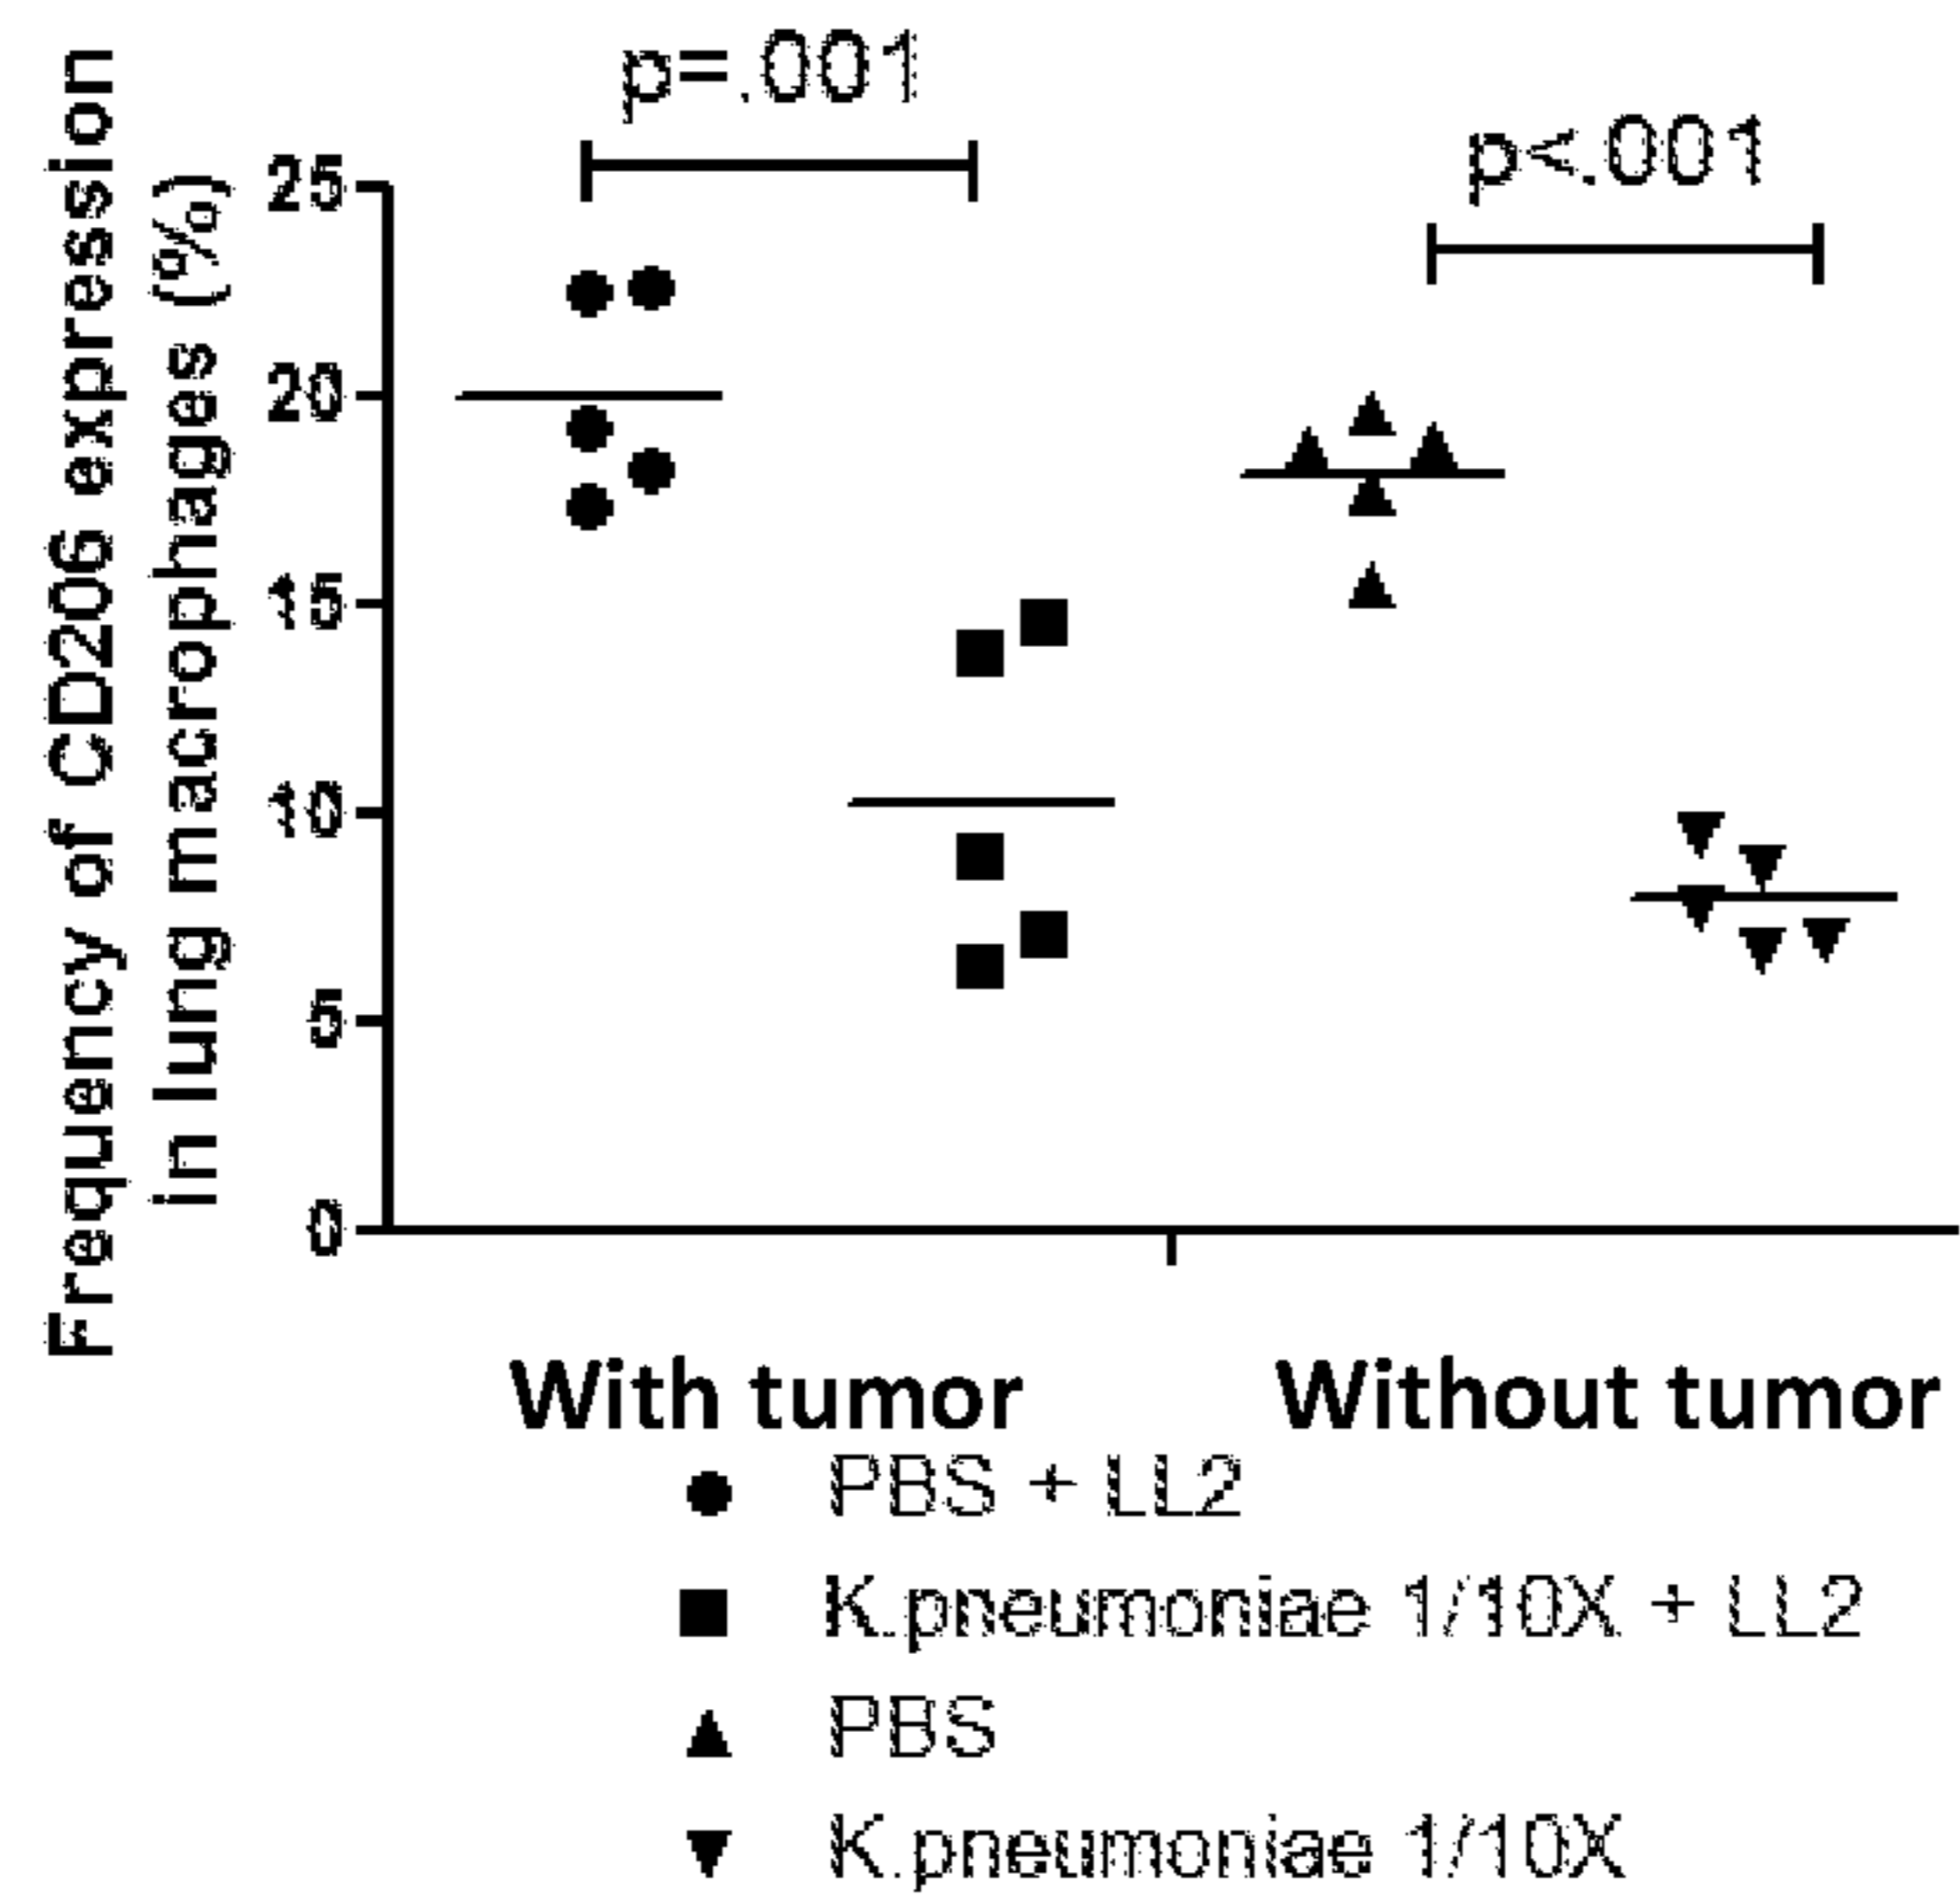 Frequency of CD206 expression
in lung macrophages (%)
p=.001
p<.001
25
20
15
10
5
0
With tumor
Without tumor
PBS + LL2
K.pneumoniae 1/10X + LL2
PBS
K.pneumoniae 1/10X